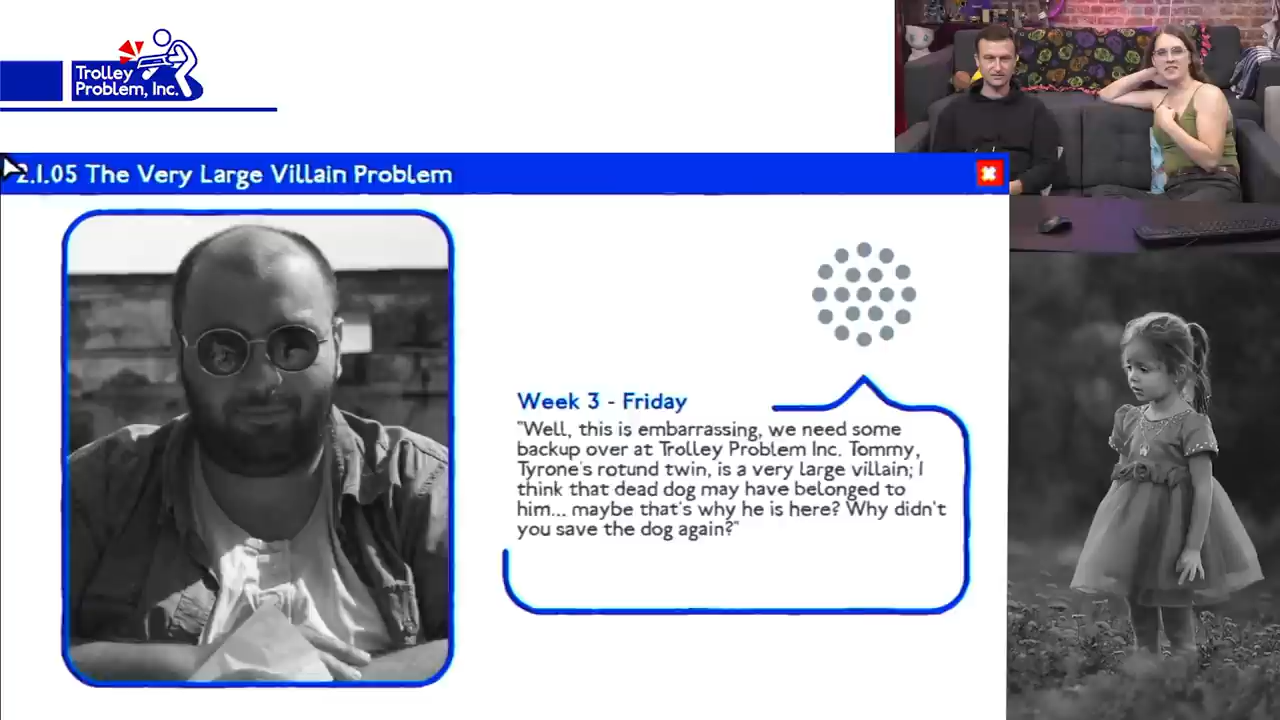 Trolley
Problem, Inc.
2.1.05 The Very Large Villain Problem
Week 3 - Friday
"Well, this is embarrassing, we need some
backup over at Trolley Problem Inc. Tommy,
Tyrone's rotund twin, is a very large villain; I
think that dead dog may have belonged to
him... maybe that's why he is here? Why didn't
you save the dog again?"